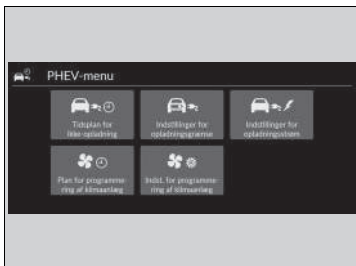 PHEV-menu
Tidsplan for
ikke-opladning
Indstillinger for
opladningsgrænse
Indstillinger for
opladningsstrøm
Plan for programme-
ring af klimaanlæg
Indst. for programme-
ring af klimaanlæg